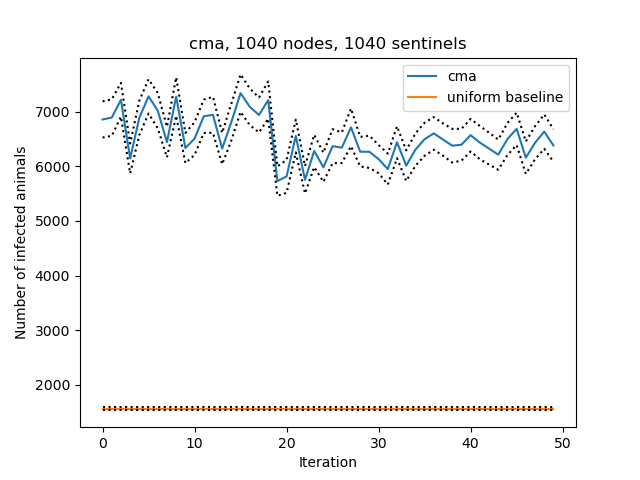 cma, 1040 nodes, 1040 sentinels
cma
uniform baseline
Number of infected animals
7000
6000
5000
4000
3000
2000
0 10 20 30 40 50
Iteration